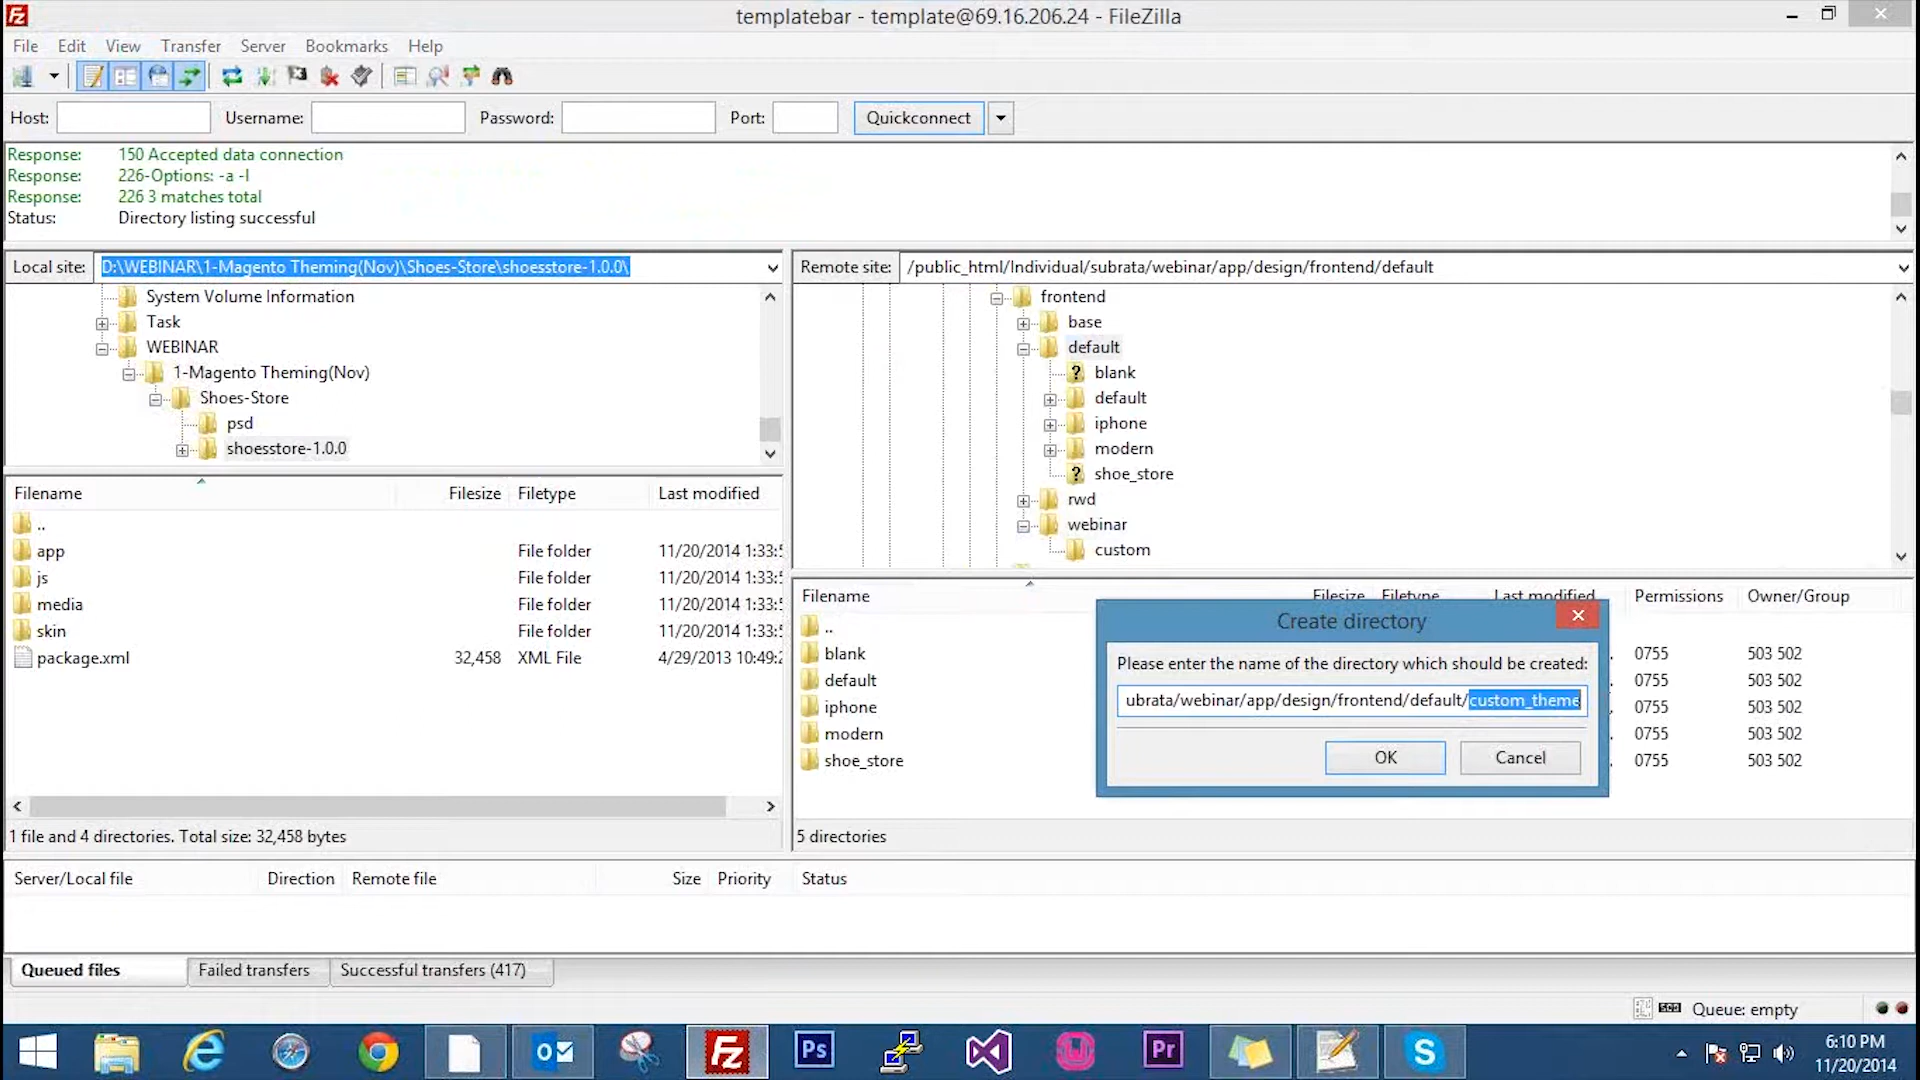 templatebar - template@69.16.206.24 - FileZilla
File Edit View Transfer Server Bookmarks Help
Host: Username: Password: Port: Quickconnect
Response: 150 Accepted data connection
Response: 226-Options: -a -l
Response: 226 3 matches total
Status: Directory listing successful
Local site: D:\WEBINAR\1-Magento Theming(Nov)\Shoes-Store\shoesstore-1.0.0\
System Volume Information
Task
WEBINAR
1-Magento Theming(Nov)
Shoes-Store
psd
shoesstore-1.0.0
Filename Filesize Filetype Last modified
..
app File folder 11/20/2014 1:33:5
js File folder 11/20/2014 1:33:5
media File folder 11/20/2014 1:33:5
skin File folder 11/20/2014 1:33:5
package.xml 32,458 XML File 4/29/2013 10:49:2
1 file and 4 directories. Total size: 32,458 bytes
Remote site: /public_html/Individual/subrata/webinar/app/design/frontend/default
frontend
base
default
blank
default
iphone
modern
shoe_store
rwd
webinar
custom
Filename Filesize Filetype Last modified Permissions Owner/Group
..
blank 0755 503 502
default 0755 503 502
iphone 0755 503 502
modern 0755 503 502
shoe_store 0755 503 502
5 directories
Create directory
Please enter the name of the directory which should be created:
ubrata/webinar/app/design/frontend/default/custom_theme
OK Cancel
Server/Local file Direction Remote file Size Priority Status
Queued files Failed transfers Successful transfers (417)
Queue: empty
Ps
Pr
6:10 PM
11/20/2014